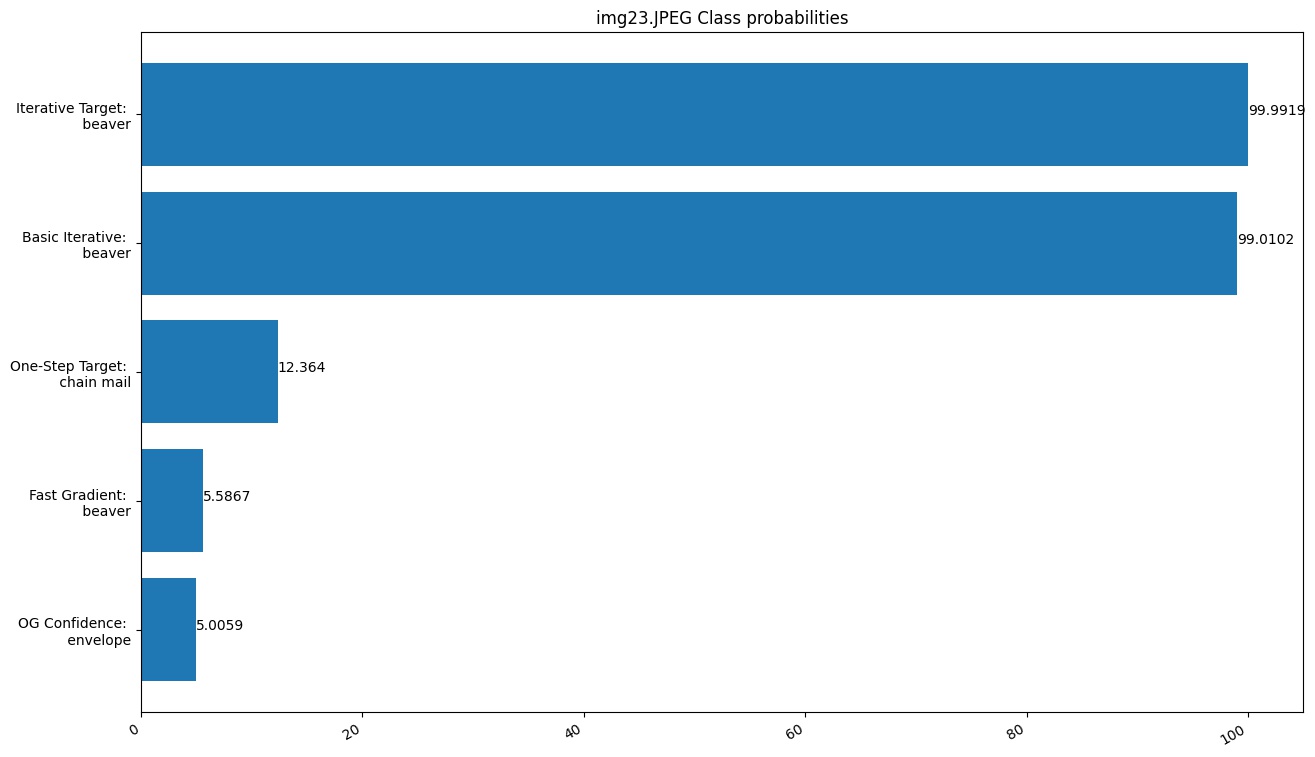 img23.JPEG Class probabilities
Iterative Target:
beaver
99.9919
Basic Iterative:
beaver
99.0102
One-Step Target:
chain mail
12.364
Fast Gradient:
beaver
5.5867
OG Confidence:
envelope
5.0059
0 20 40 60 80 100